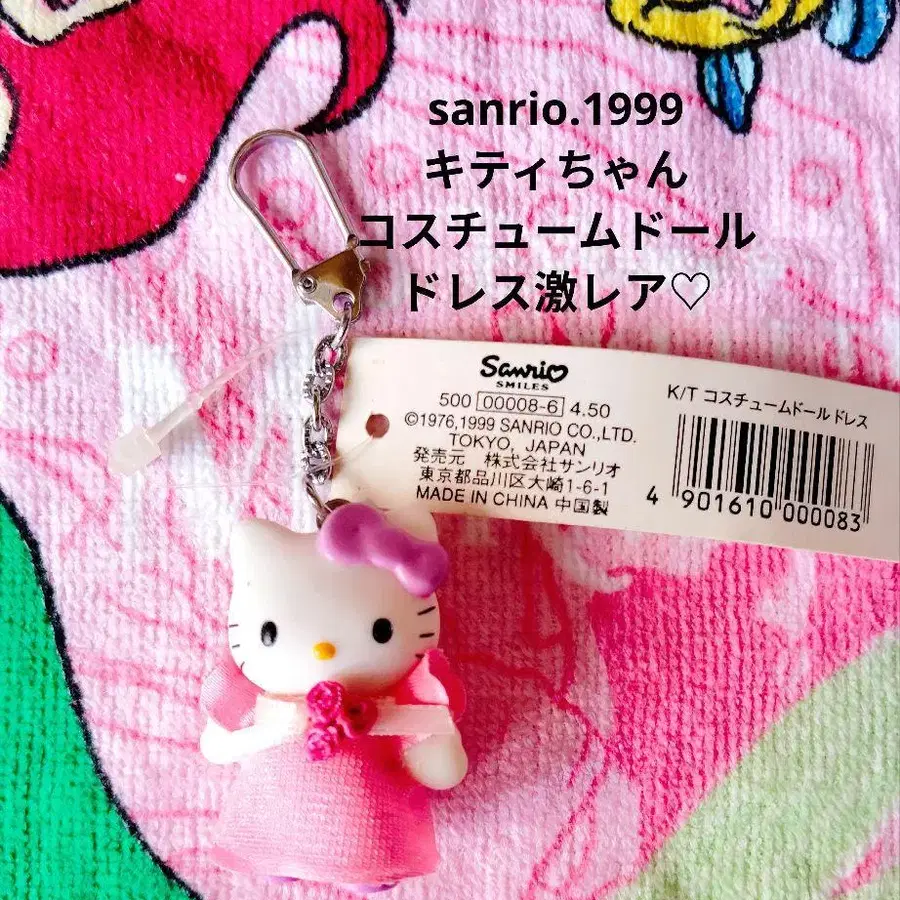 sanrio.1999
キティちゃん
コスチュームドール
ドレス激レア♡
Sanrio
SMILES
500 00008-6 4.50
©1976,1999 SANRIO CO.,LTD.
TOKYO, JAPAN
発売元 株式会社サンリオ
東京都品川区大崎1-6-1
MADE IN CHINA 中国製
K/T コスチュームドールドレス
4 901610 000083